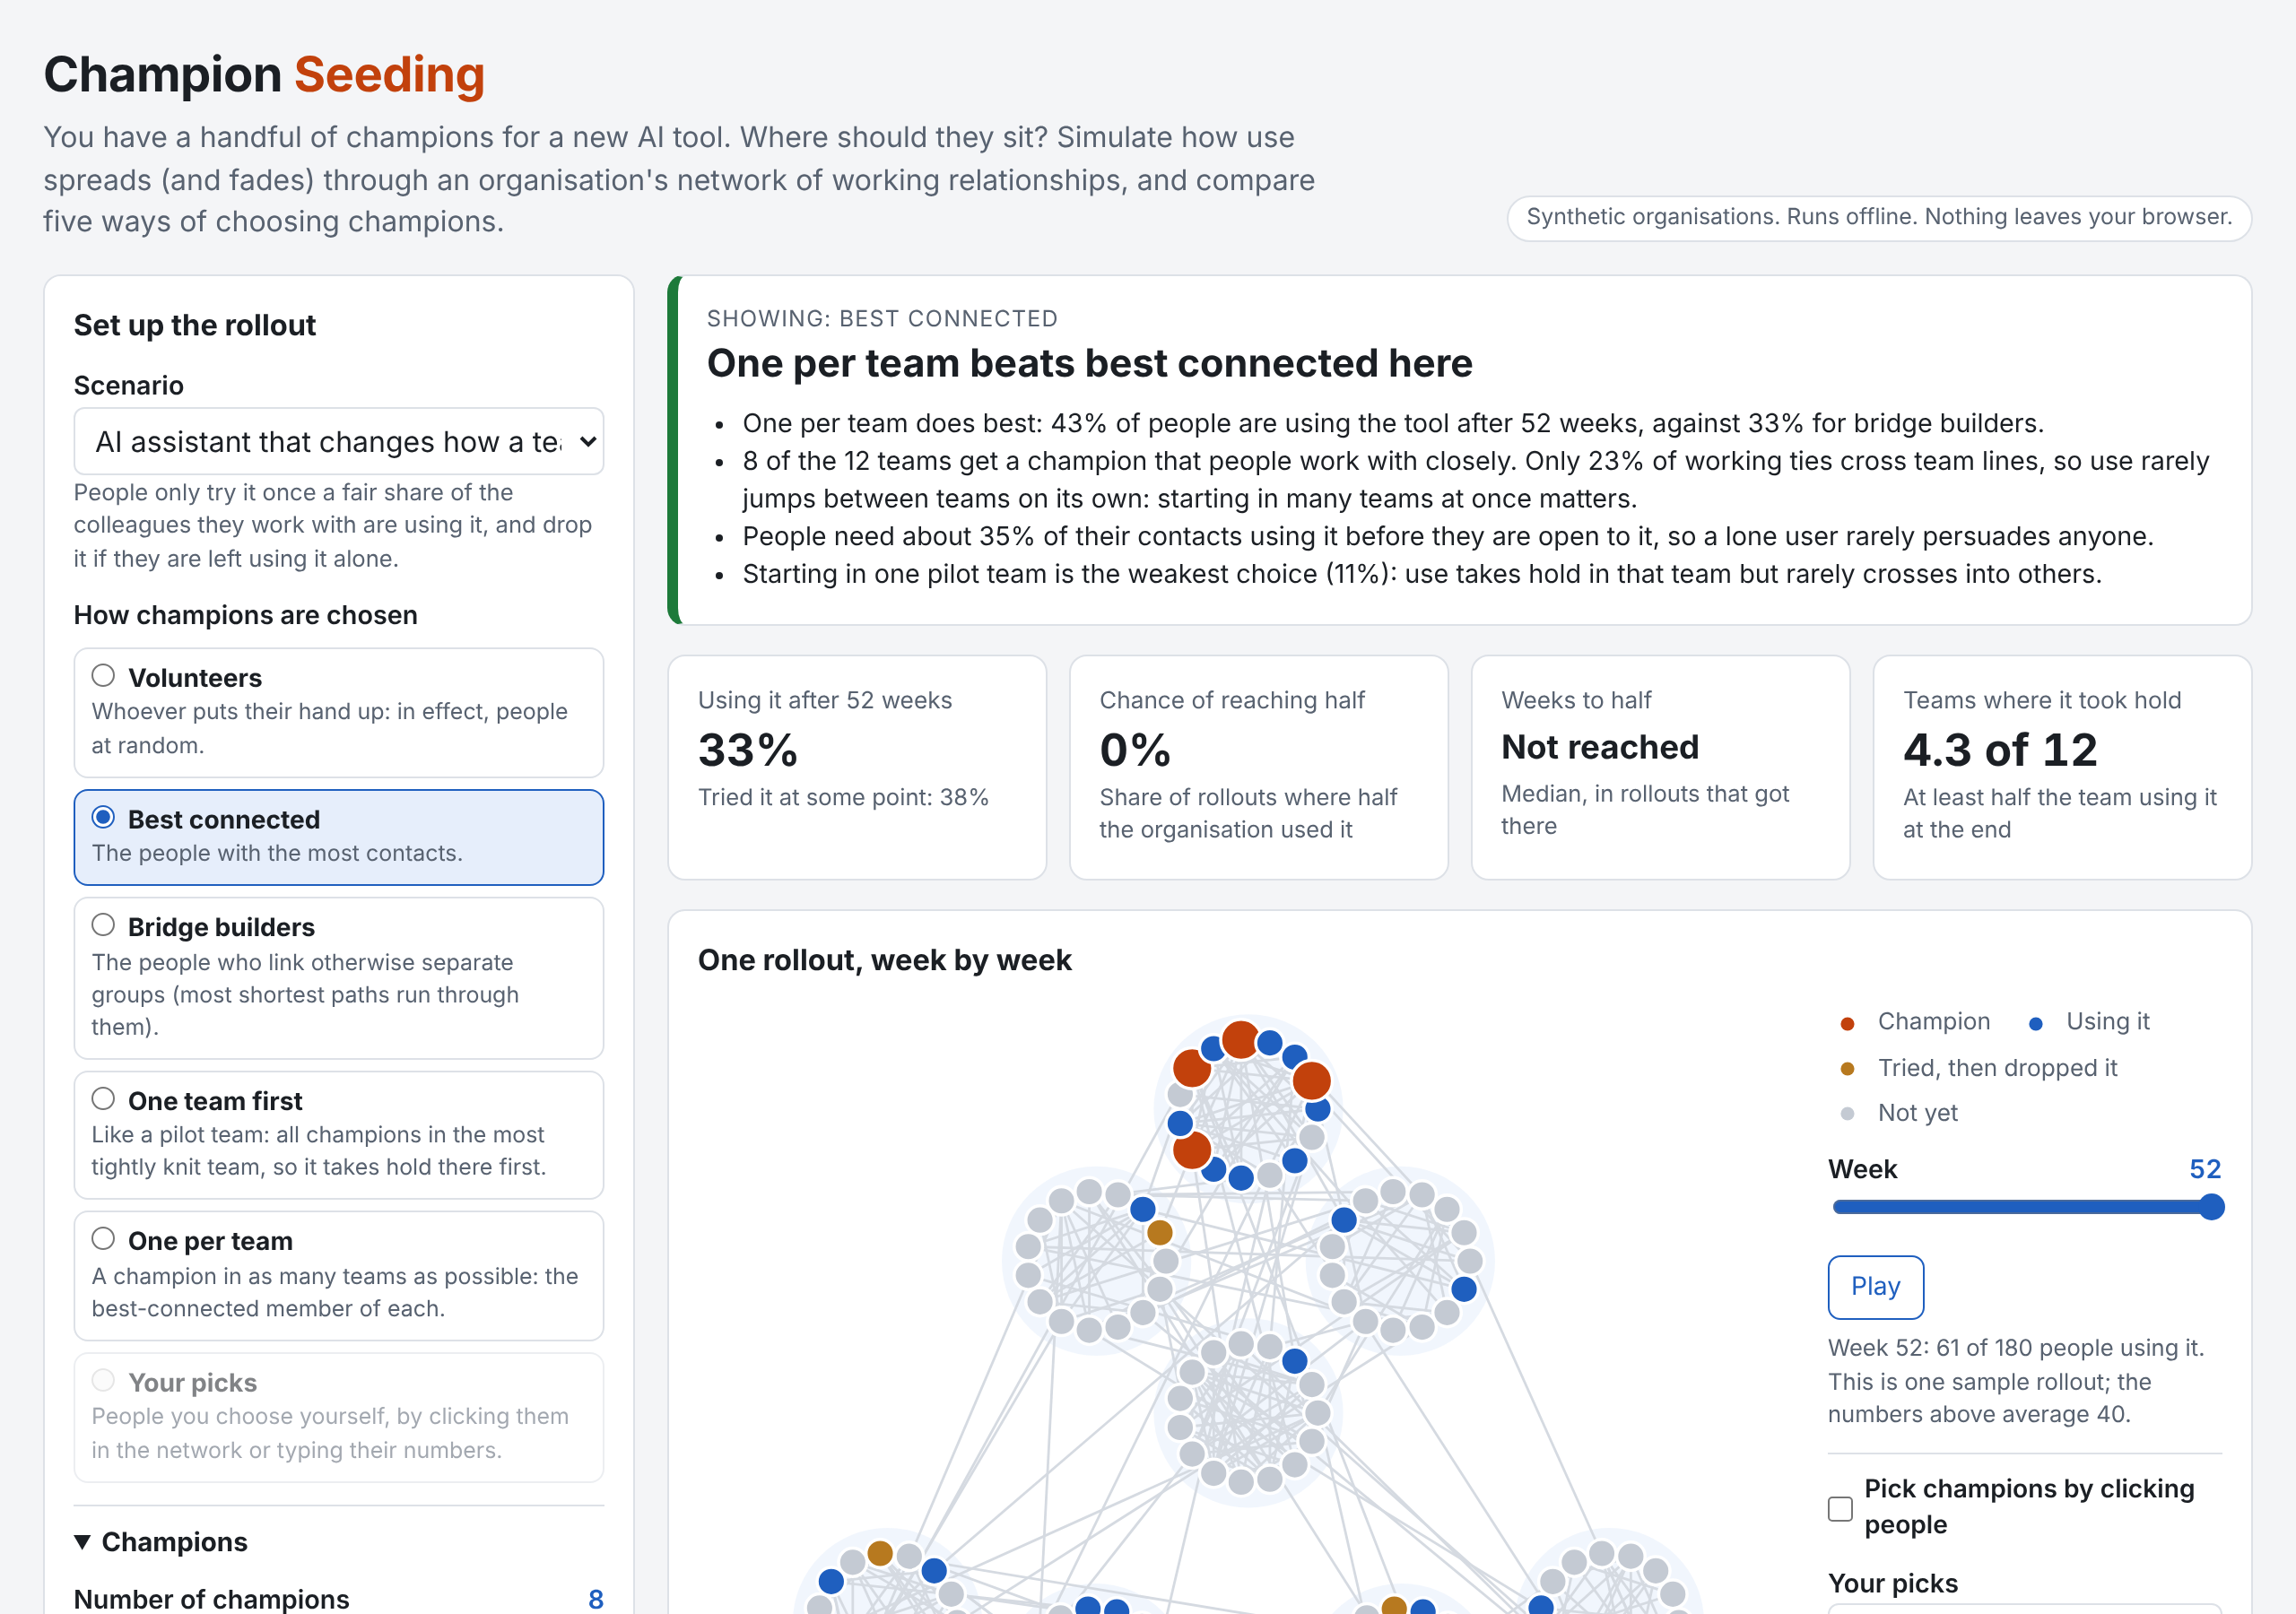 Champion Seeding
You have a handful of champions for a new AI tool. Where should they sit? Simulate how use
spreads (and fades) through an organisation's network of working relationships, and compare
five ways of choosing champions.
Synthetic organisations. Runs offline. Nothing leaves your browser.
Set up the rollout
Scenario
AI assistant that changes how a tea
People only try it once a fair share of the
colleagues they work with are using it, and drop
it if they are left using it alone.
How champions are chosen
Volunteers
Whoever puts their hand up: in effect, people
at random.
Best connected
The people with the most contacts.
Bridge builders
The people who link otherwise separate
groups (most shortest paths run through
them).
One team first
Like a pilot team: all champions in the most
tightly knit team, so it takes hold there first.
One per team
A champion in as many teams as possible: the
best-connected member of each.
Your picks
People you choose yourself, by clicking them
in the network or typing their numbers.
Champions
Number of champions 8
SHOWING: BEST CONNECTED
One per team beats best connected here
• One per team does best: 43% of people are using the tool after 52 weeks, against 33% for bridge builders.
• 8 of the 12 teams get a champion that people work with closely. Only 23% of working ties cross team lines, so use rarely
jumps between teams on its own: starting in many teams at once matters.
• People need about 35% of their contacts using it before they are open to it, so a lone user rarely persuades anyone.
• Starting in one pilot team is the weakest choice (11%): use takes hold in that team but rarely crosses into others.
Using it after 52 weeks
33%
Tried it at some point: 38%
Chance of reaching half
0%
Share of rollouts where half
the organisation used it
Weeks to half
Not reached
Median, in rollouts that got
there
Teams where it took hold
4.3 of 12
At least half the team using it
at the end
One rollout, week by week
Champion Using it
Tried, then dropped it
Not yet
Week 52
Play
Week 52: 61 of 180 people using it.
This is one sample rollout; the
numbers above average 40.
Pick champions by clicking
people
Your picks